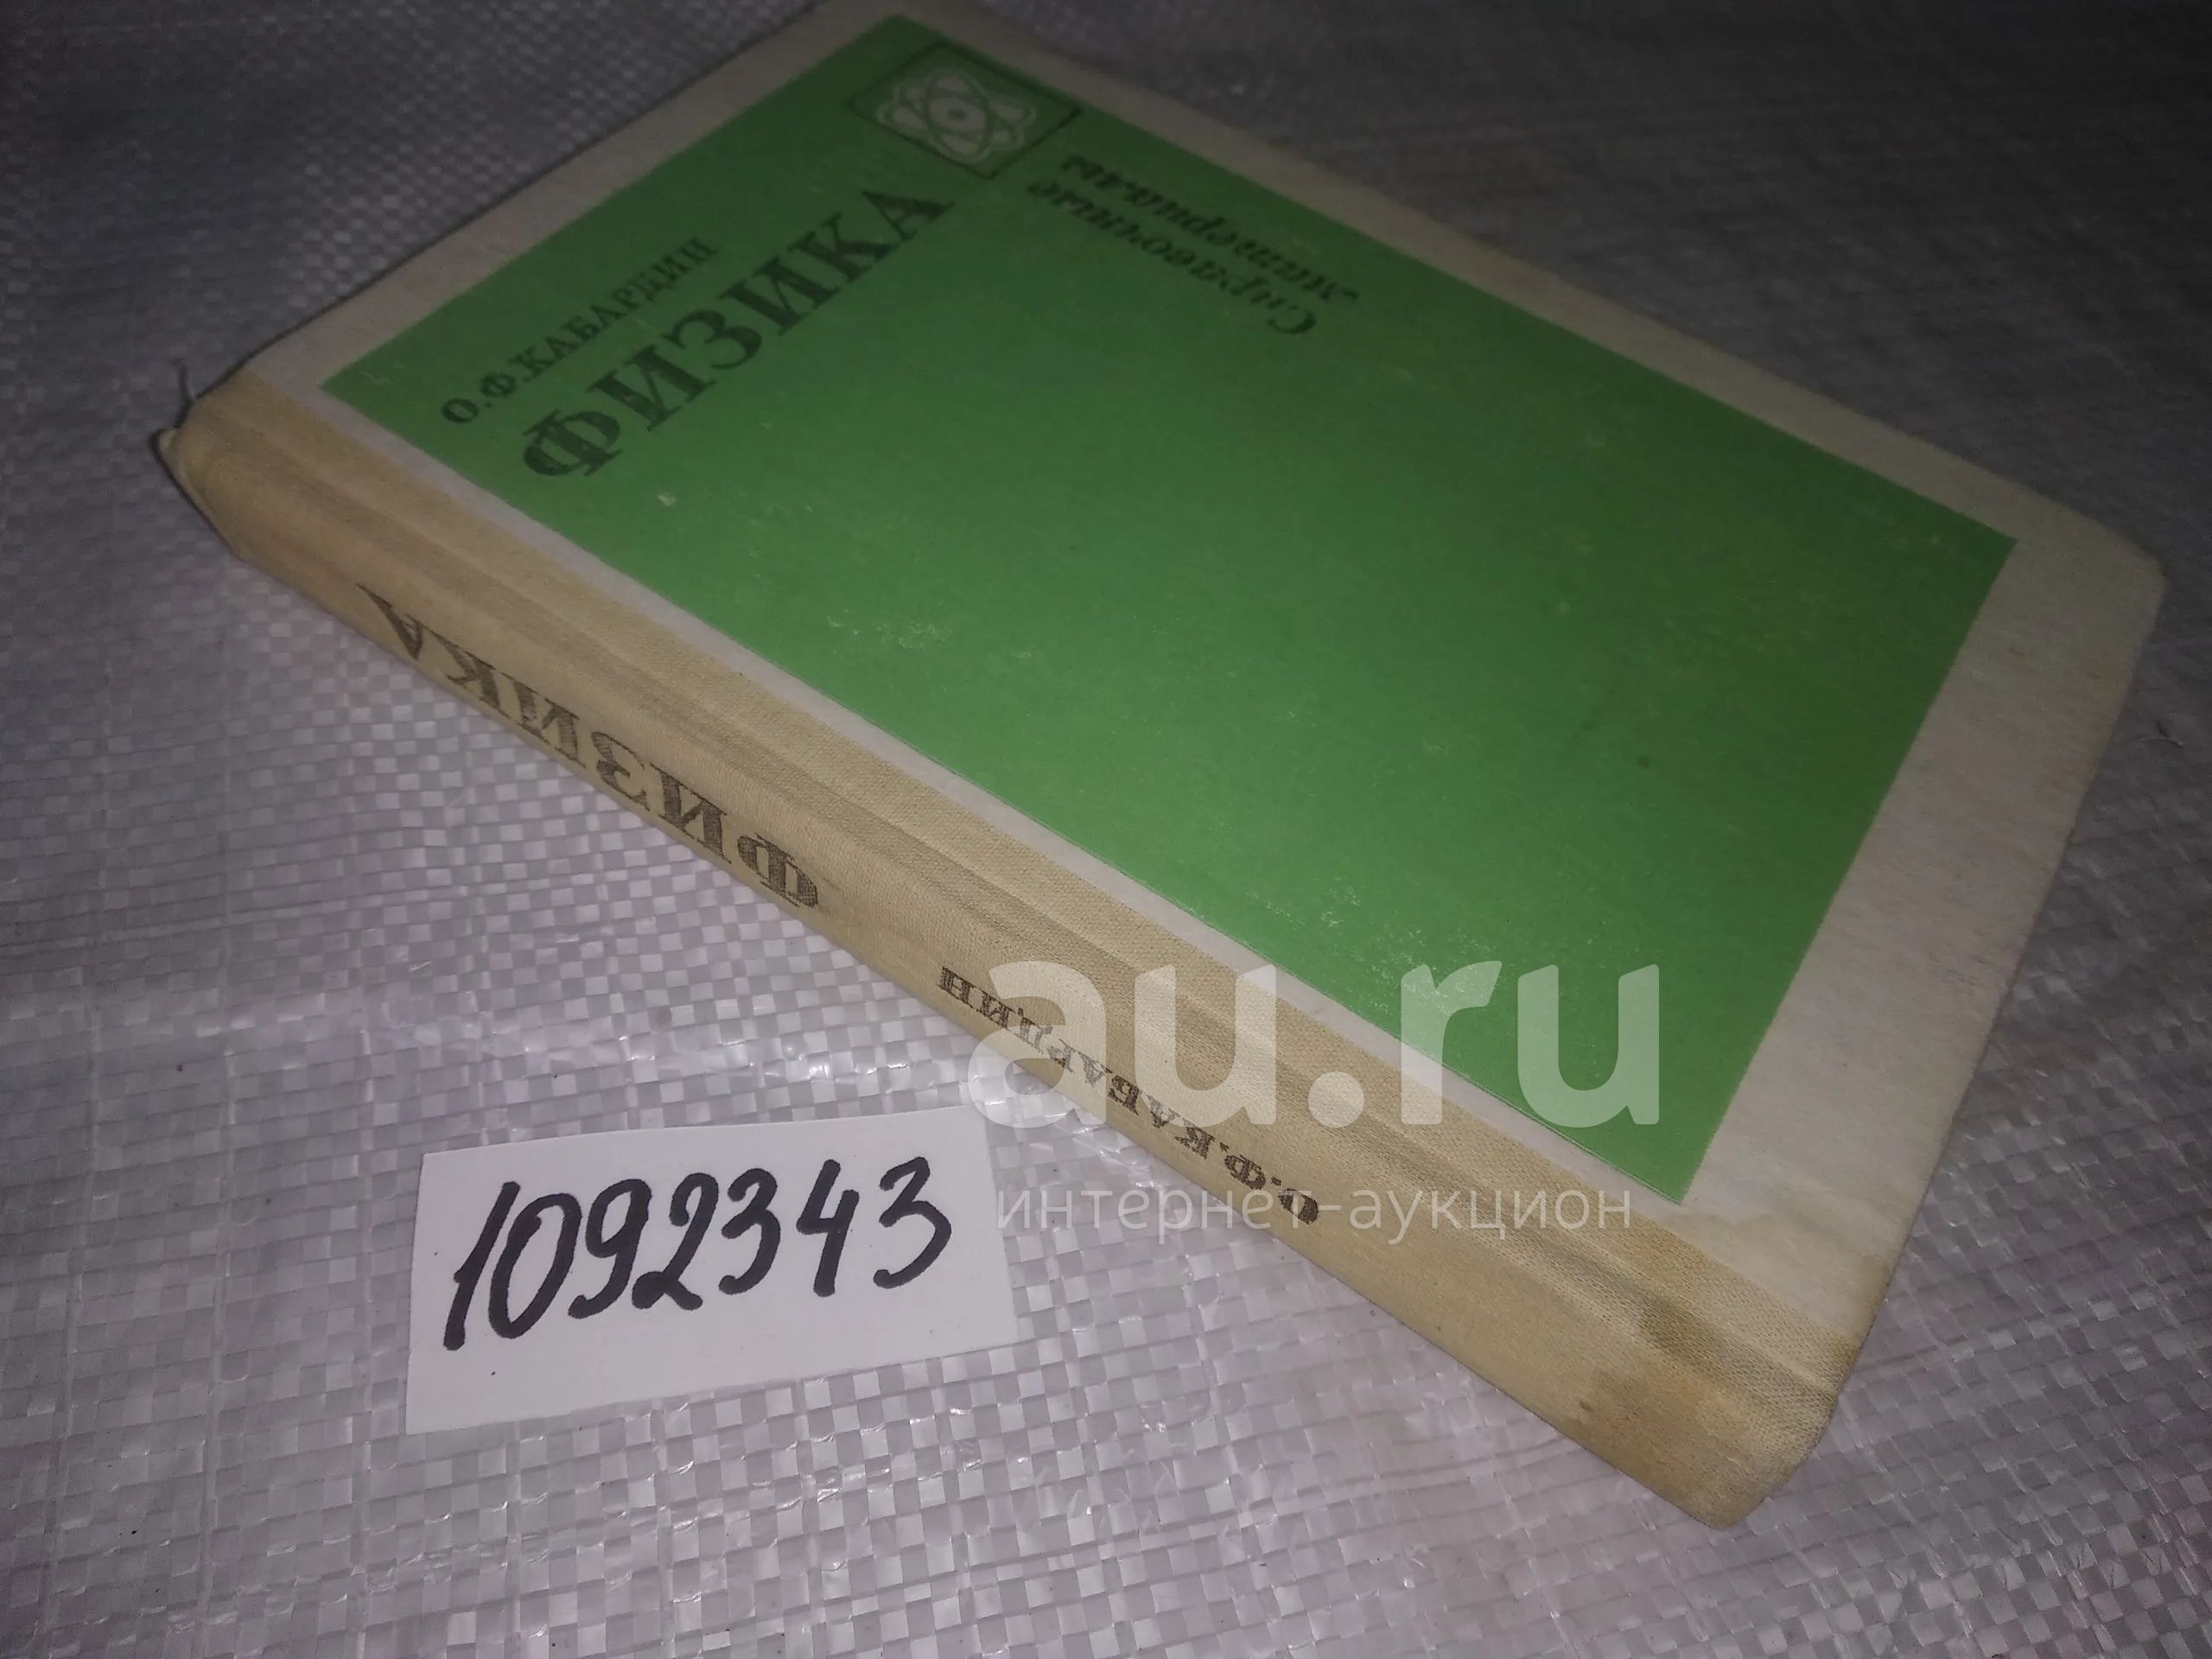 О.Ф.КАБАРДИН
ФИЗИКА
Справочные
материалы
ФИЗИКА
О.Ф.КАБАРДИН
au.ru
интернет-аукцион
1092343